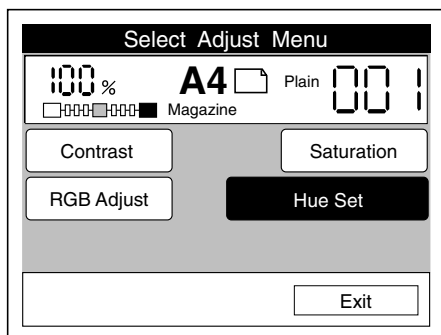 Select Adjust Menu
100 % A4 Plain 001
Magazine
Contrast Saturation
RGB Adjust Hue Set
Exit